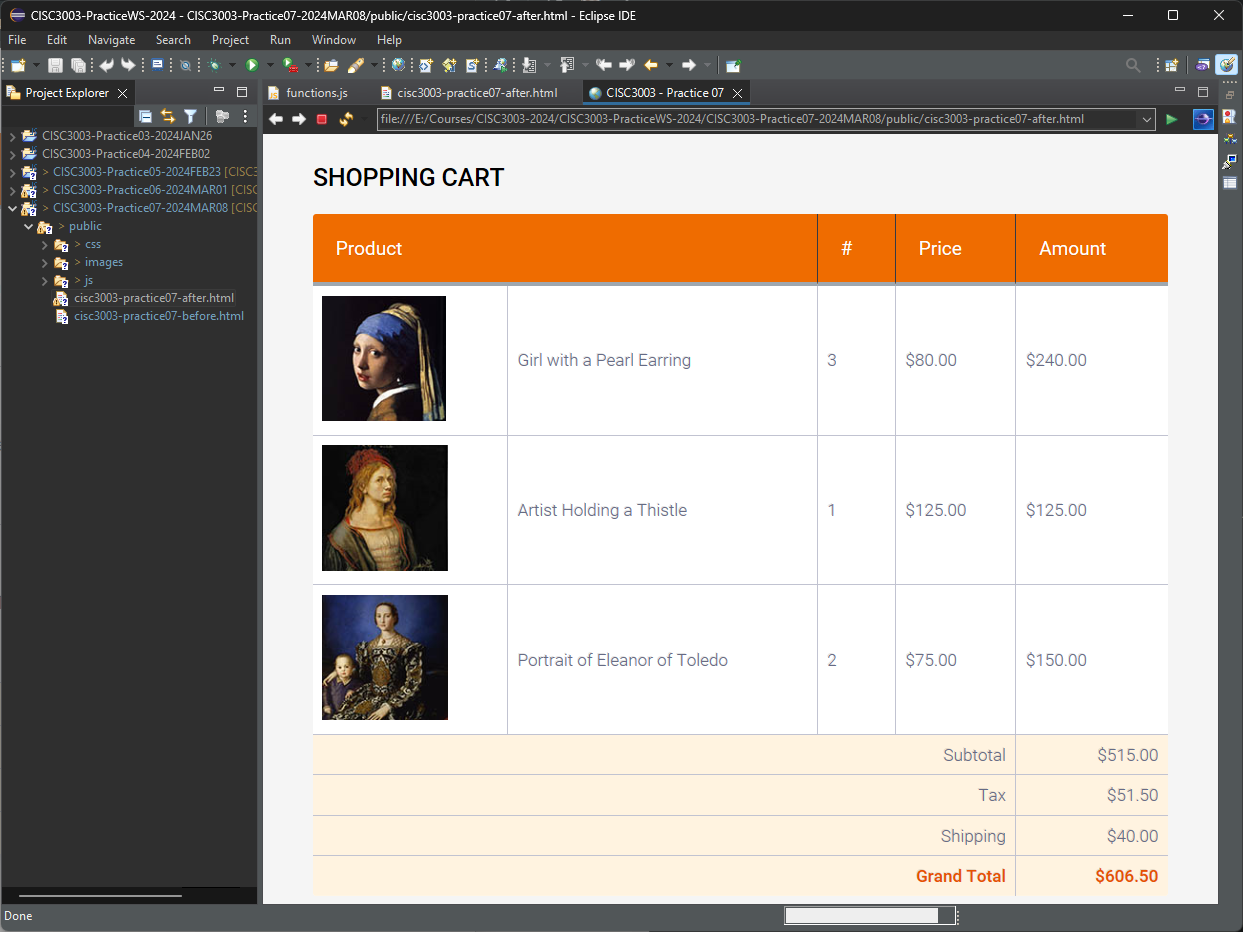 CISC3003-PracticeWS-2024 - CISC3003-Practice07-2024MAR08/public/cisc3003-practice07-after.html - Eclipse IDE
File Edit Navigate Search Project Run Window Help
Project Explorer
functions.js
cisc3003-practice07-after.html
CISC3003 - Practice 07
file:///E:/Courses/CISC3003-2024/CISC3003-PracticeWS-2024/CISC3003-Practice07-2024MAR08/public/cisc3003-practice07-after.html
CISC3003-Practice03-2024JAN26
CISC3003-Practice04-2024FEB02
> CISC3003-Practice05-2024FEB23 [CISC3
> CISC3003-Practice06-2024MAR01 [CISC
> CISC3003-Practice07-2024MAR08 [CISC
> public
> css
> images
> js
cisc3003-practice07-after.html
cisc3003-practice07-before.html
SHOPPING CART
Product # Price Amount
Girl with a Pearl Earring 3 $80.00 $240.00
Artist Holding a Thistle 1 $125.00 $125.00
Portrait of Eleanor of Toledo 2 $75.00 $150.00
Subtotal $515.00
Tax $51.50
Shipping $40.00
Grand Total $606.50
Done